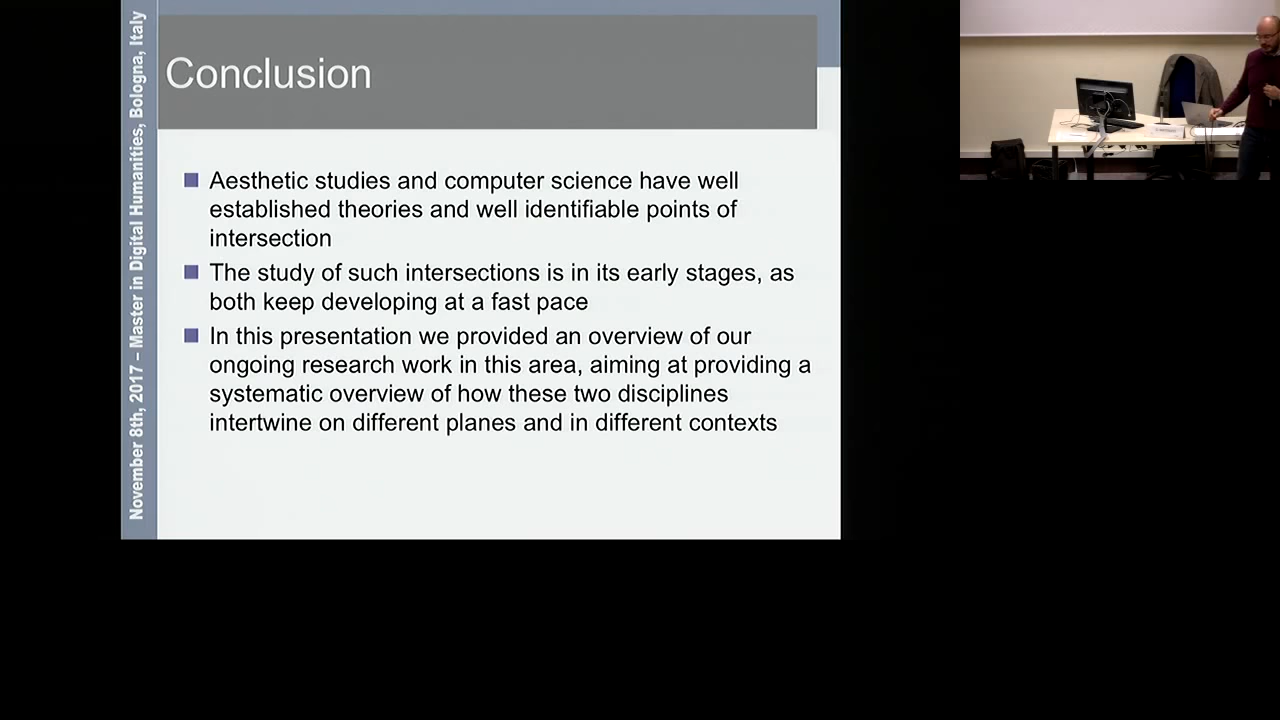 November 8th, 2017 – Master in Digital Humanities, Bologna, Italy
Conclusion
Aesthetic studies and computer science have well
established theories and well identifiable points of
intersection
The study of such intersections is in its early stages, as
both keep developing at a fast pace
In this presentation we provided an overview of our
ongoing research work in this area, aiming at providing a
systematic overview of how these two disciplines
intertwine on different planes and in different contexts